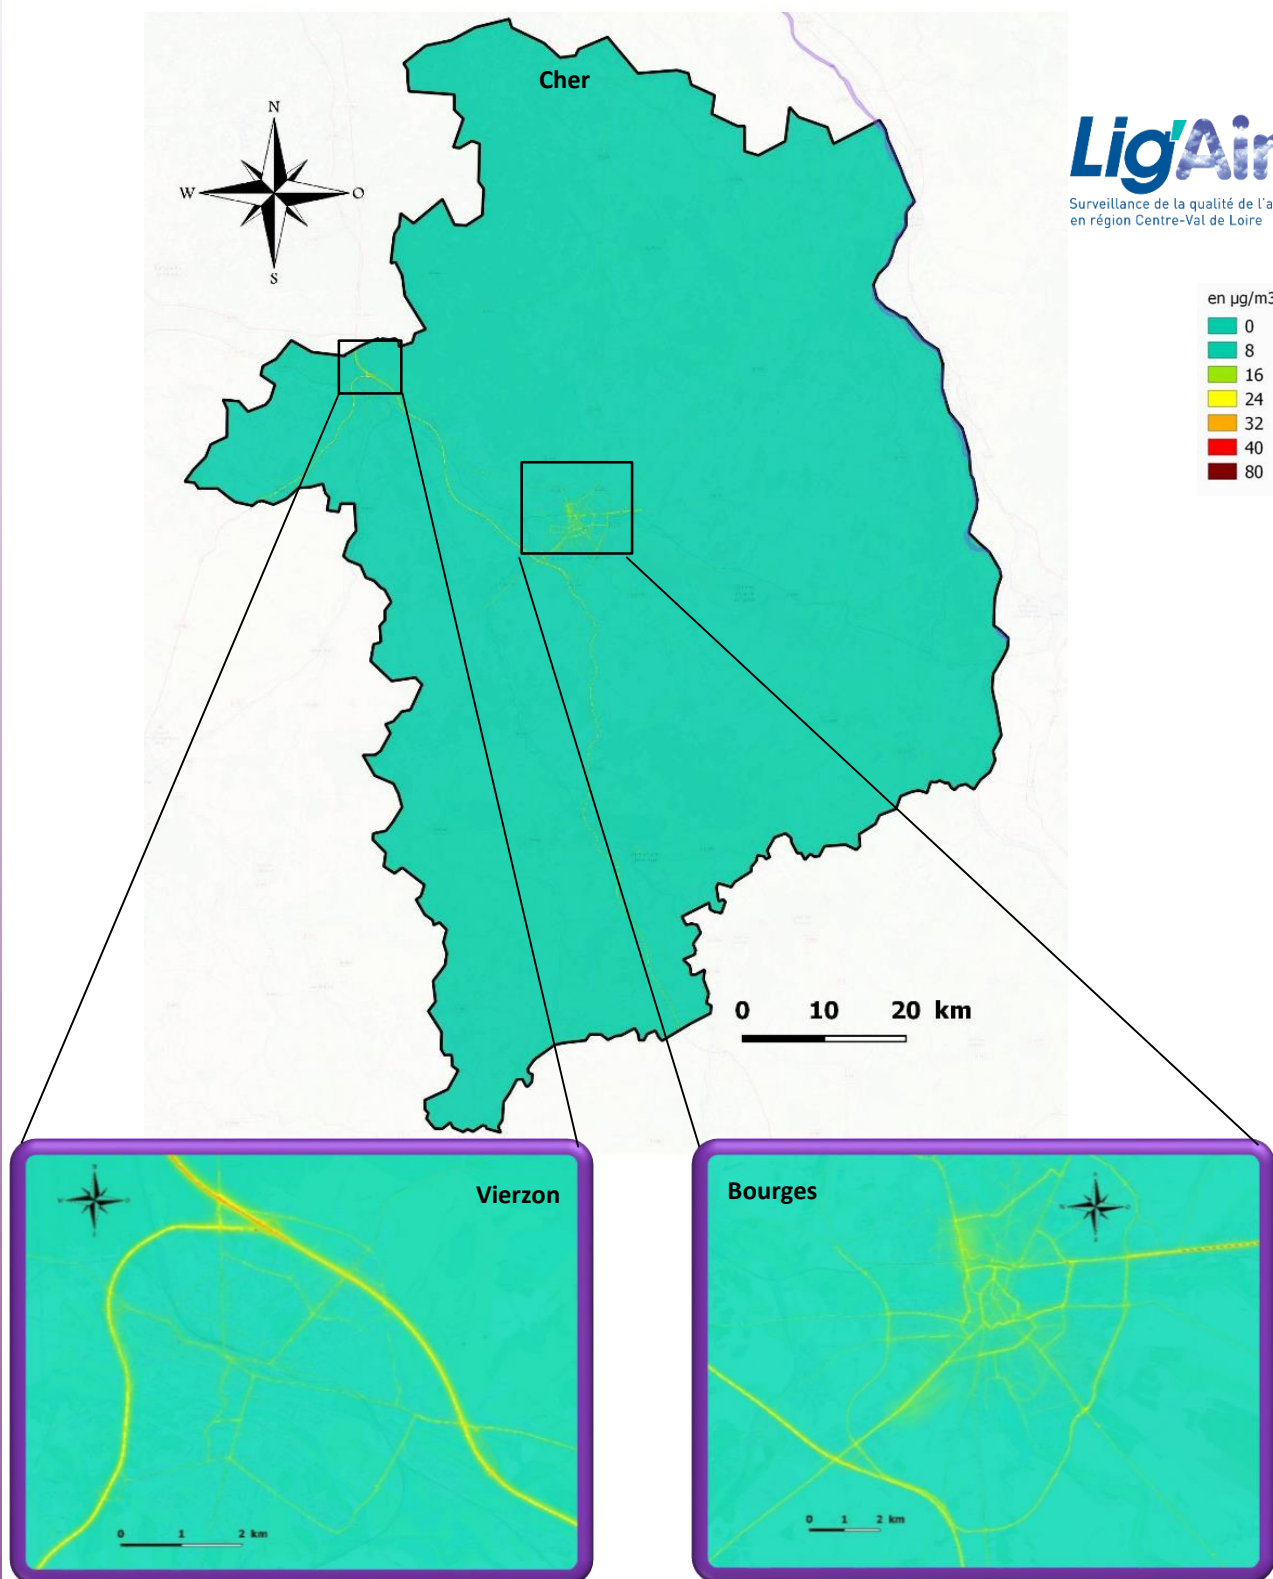 Cher
N
W
O
S
Lig'Air
Surveillance de la qualité de l'a
en région Centre-Val de Loire
en µg/m3
0
8
16
24
32
40
80
0 10 20 km
Vierzon
0 1 2 km
Bourges
0 1 2 km